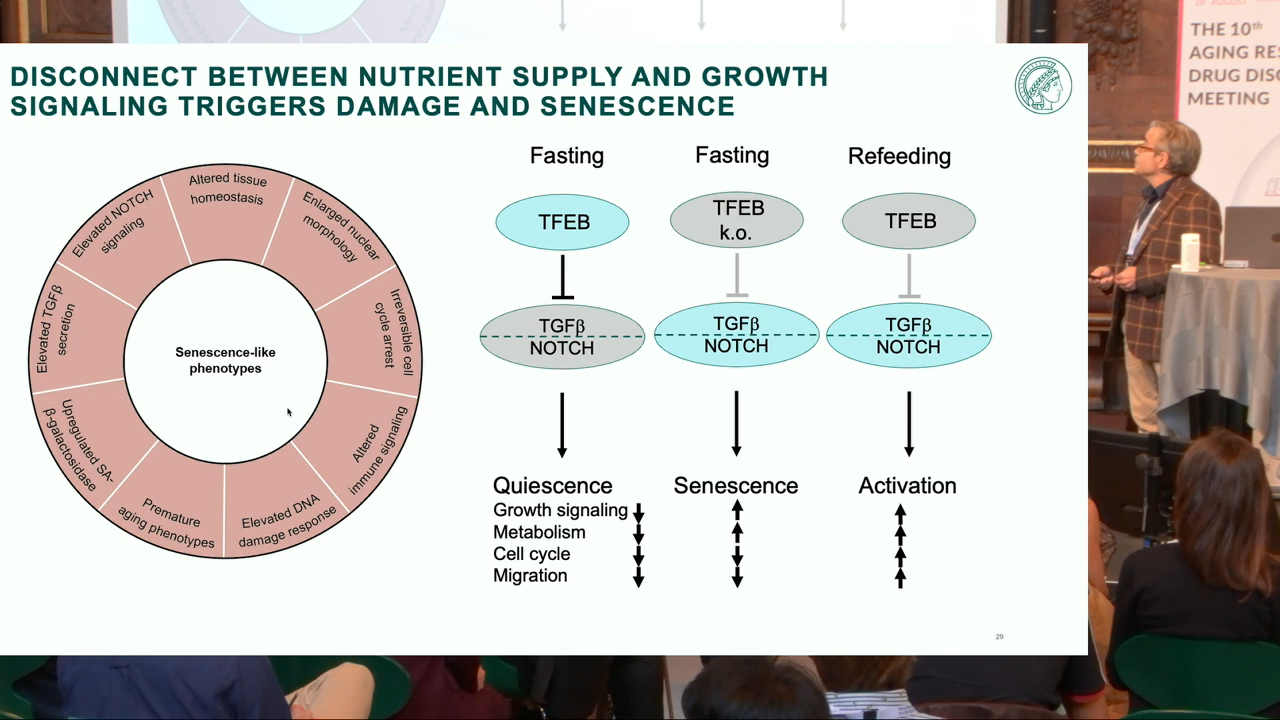 28 AUGUST
THE 10th
AGING RES
DRUG DISC
MEETING
DISCONNECT BETWEEN NUTRIENT SUPPLY AND GROWTH
SIGNALING TRIGGERS DAMAGE AND SENESCENCE
Altered tissue
homeostasis
Enlarged nuclear
morphology
Irreversible cell
cycle arrest
Altered
immune signaling
Elevated DNA
damage response
Premature
aging phenotypes
Upregulated SA-
β-galactosidase
Elevated TGFβ
secretion
Elevated NOTCH
signaling
Senescence-like
phenotypes
Fasting
Fasting
Refeeding
TFEB
TFEB
k.o.
TFEB
TGFβ
NOTCH
TGFβ
NOTCH
TGFβ
NOTCH
Quiescence
Senescence
Activation
Growth signaling
Metabolism
Cell cycle
Migration
29